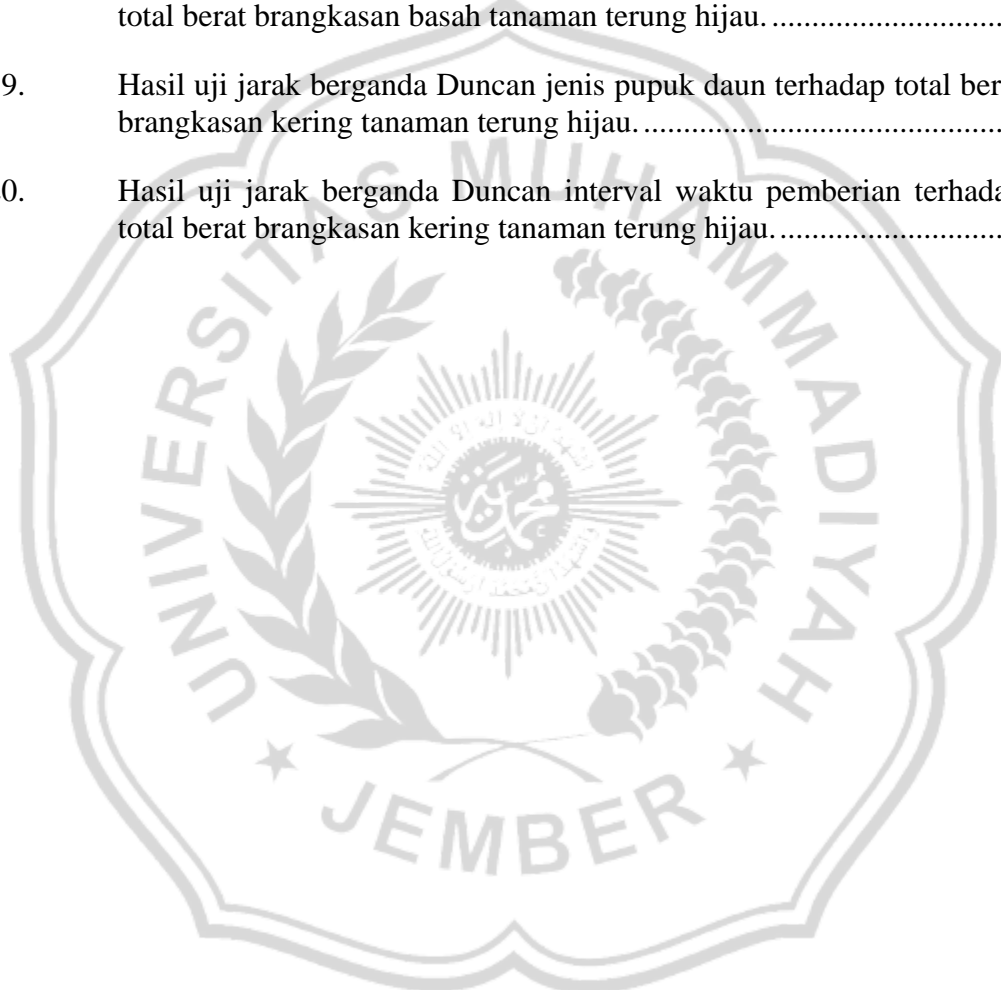 total berat brangkasan basah tanaman terung hijau. ............................
9. Hasil uji jarak berganda Duncan jenis pupuk daun terhadap total ber
brangkasan kering tanaman terung hijau. ............................................
0. Hasil uji jarak berganda Duncan interval waktu pemberian terhada
total berat brangkasan kering tanaman terung hijau. ...........................
UNIVERSITAS MUHAMMADIYAH
JEMBER